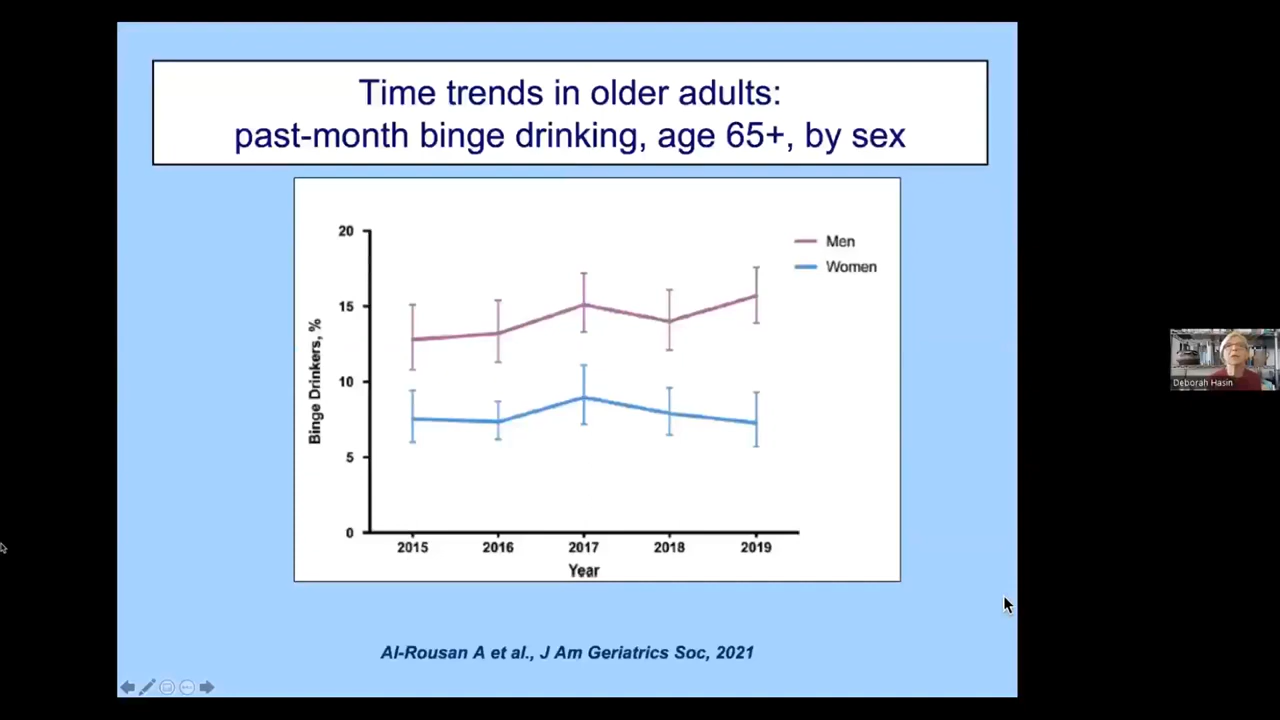 Time trends in older adults:
past-month binge drinking, age 65+, by sex
Men
Women
Binge Drinkers, %
20
15
10
5
0
2015 2016 2017 2018 2019
Year
Al-Rousan A et al., J Am Geriatrics Soc, 2021
Deborah Hasin